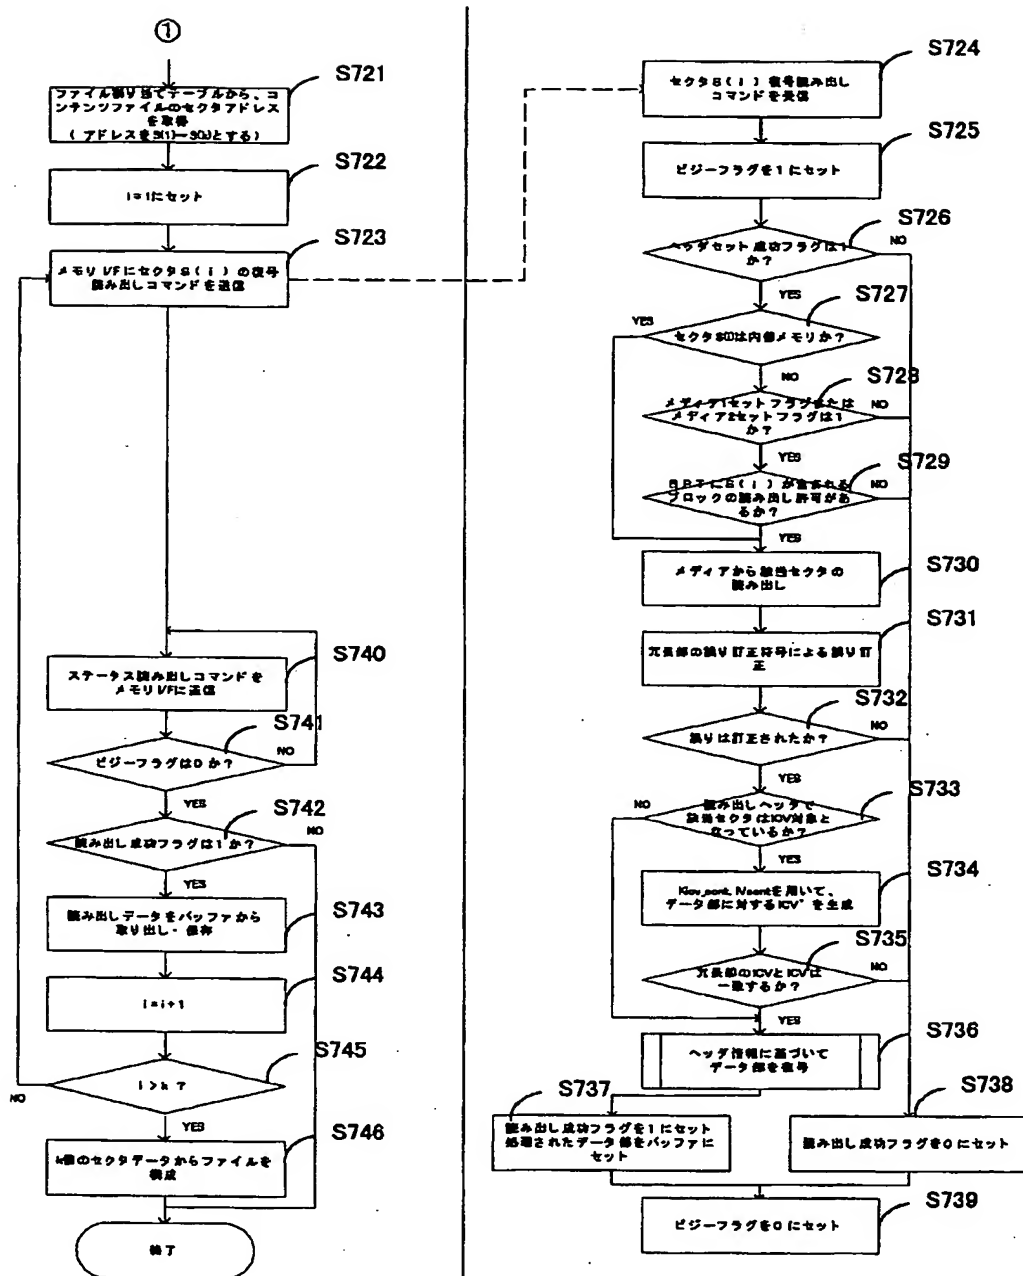 ①
S721
ファイル割り当てテーブルから、コ
ンテンツファイルのセクタアドレス
を取得
( アドレスをS(1)～S(k)とする)
S722
i=1にセット
S723
メモリI/FにセクタS( i ) の復号
読み出しコマンドを送信
S740
ステータス読み出しコマンドを
メモリI/Fに送信
S741
ビジーフラグは0 か?
NO
YES
S742
読み出し成功フラグは1 か?
NO
YES
S743
読み出しデータをバッファから
取り出し・保存
S744
i=i+1
S745
i > k ?
NO
YES
S746
k個のセクタデータからファイルを
構成
終了
S724
セクタS( i ) 復号読み出し
コマンドを受信
S725
ビジーフラグを1 にセット
S726
ヘッダセット成功フラグは1
か?
NO
YES
S727
セクタS(i)は内部メモリか?
YES
NO
S728
メディア1セットフラグまたは
メディア2セットフラグは1
か?
NO
YES
S729
BPTにS( i ) が含まれる
ブロックの読み出し許可があ
るか?
NO
YES
S730
メディアから該当セクタの
読み出し
S731
冗長部の誤り訂正符号による誤り訂
正
S732
誤りは訂正されたか?
NO
YES
S733
読み出しヘッダで
該当セクタはICV対象と
なっているか?
NO
YES
S734
Kicv_cont, IVcontを用いて、
データ部に対するICV' を生成
S735
冗長部のICVとICV'は
一致するか?
NO
YES
S736
ヘッダ情報に基づいて
データ部を復号
S737
読み出し成功フラグを1 にセット
処理されたデータ部をバッファに
セット
S738
読み出し成功フラグを0 にセット
S739
ビジーフラグを0 にセット